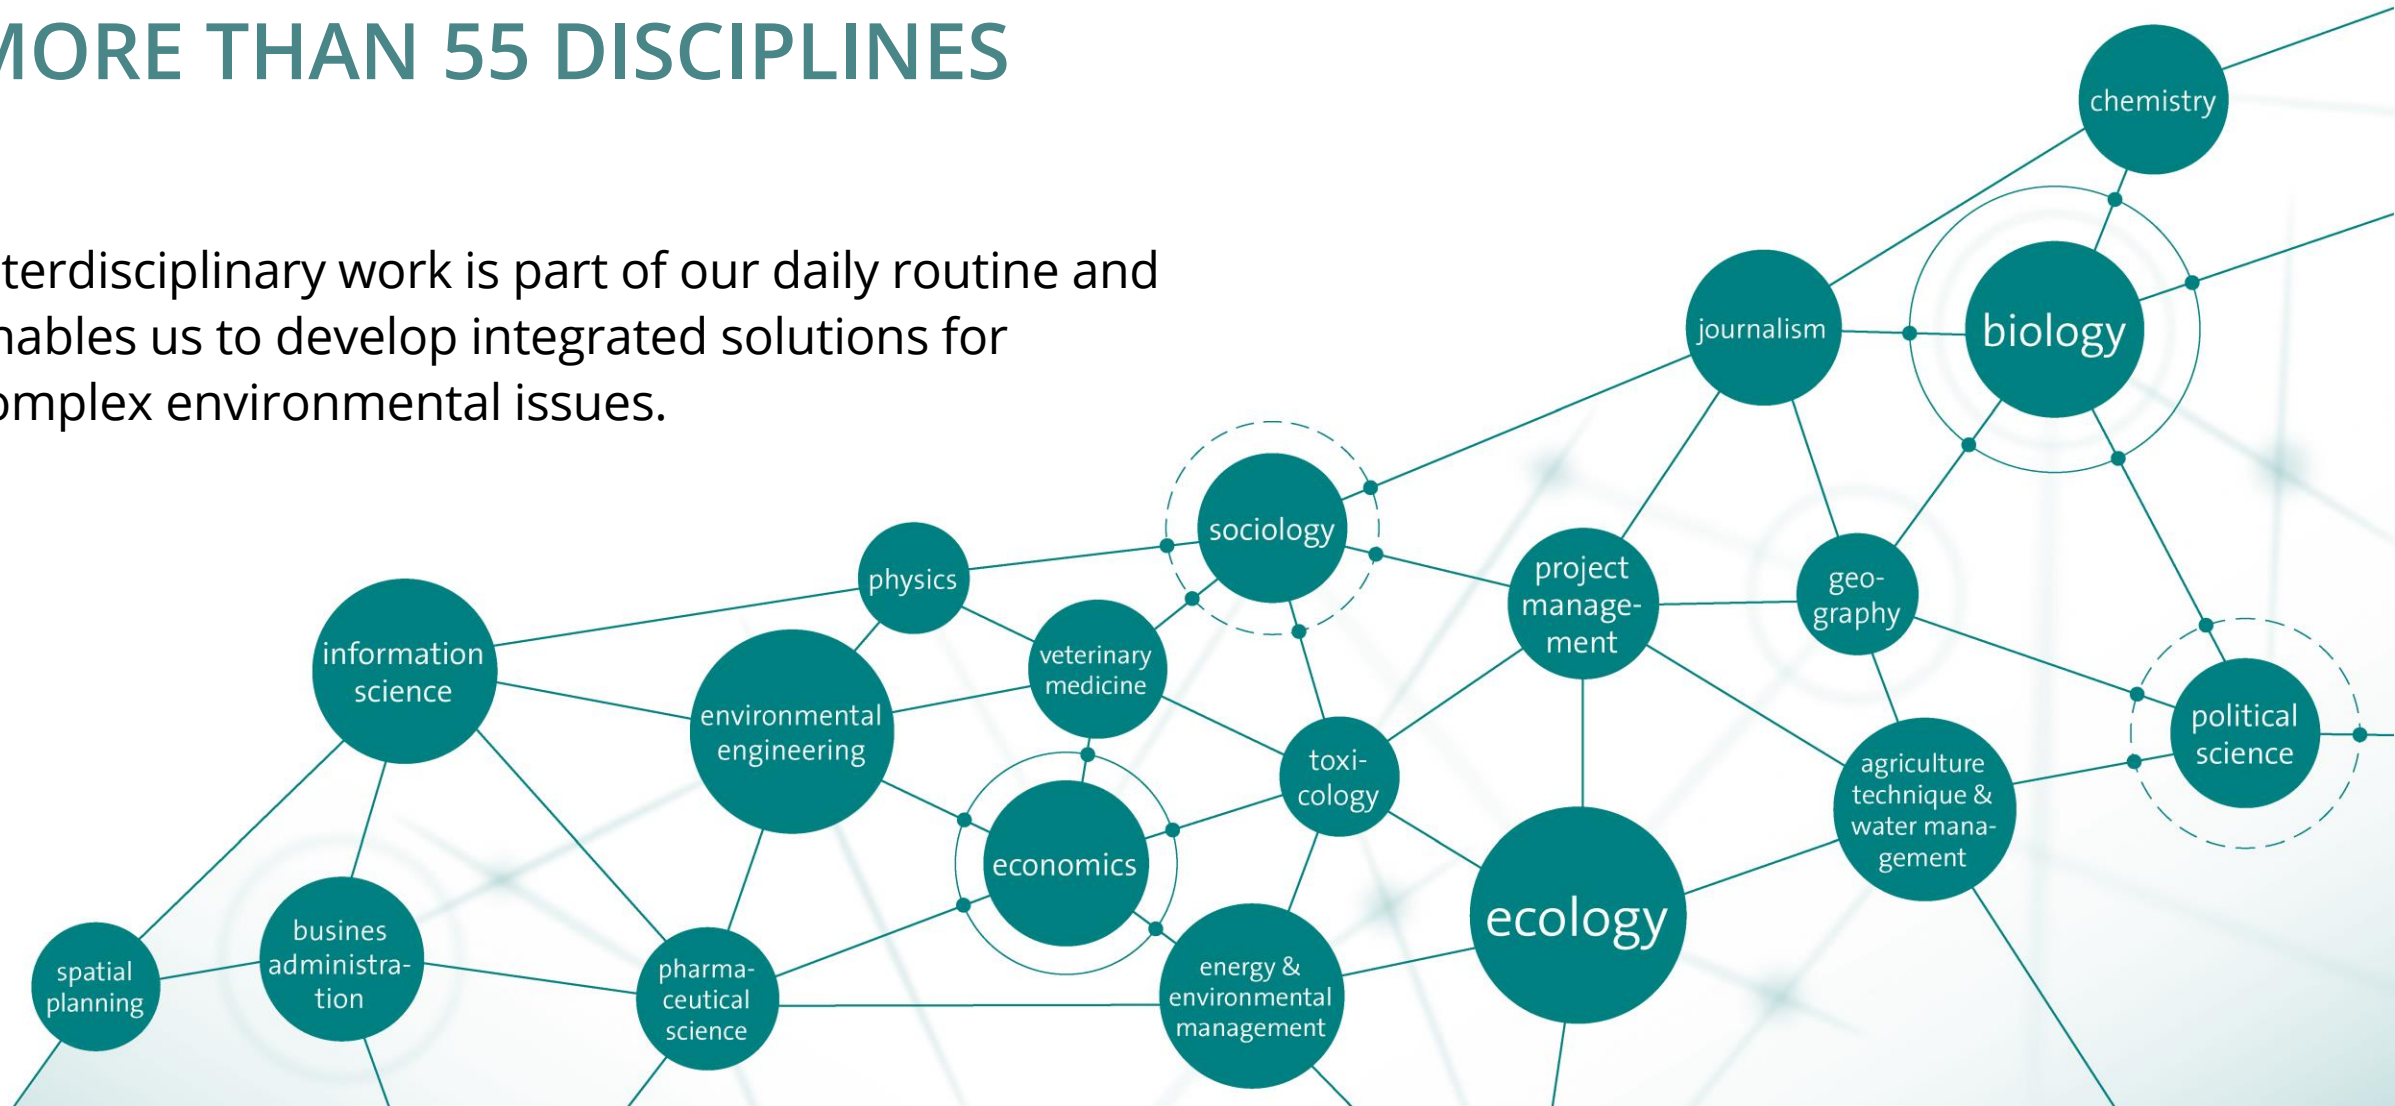 MORE THAN 55 DISCIPLINES
terdisciplinary work is part of our daily routine and
nables us to develop integrated solutions for
omplex environmental issues.
chemistry
journalism
biology
sociology
physics
project
manage-
ment
geo-
graphy
information
science
veterinary
medicine
environmental
engineering
political
science
toxi-
cology
agriculture
technique &
water mana-
gement
economics
ecology
busines
administra-
tion
spatial
planning
pharma-
ceutical
science
energy &
environmental
management